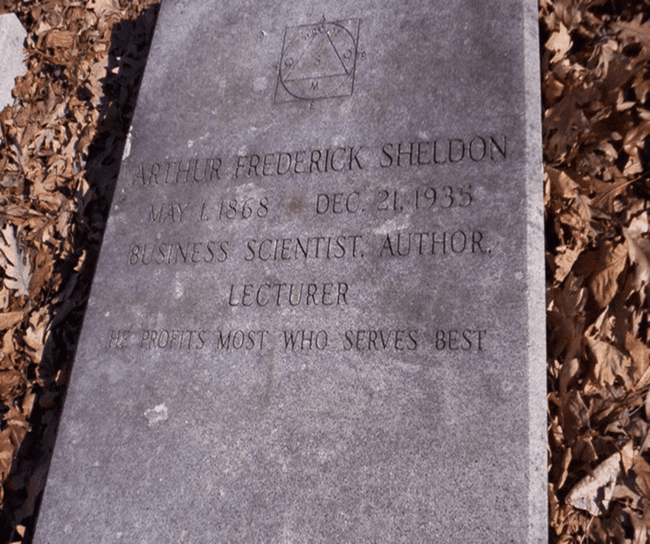 ARTHUR FREDERICK SHELDON
MAY 1, 1868 DEC. 21, 1935
BUSINESS SCIENTIST, AUTHOR,
LECTURER
HE PROFITS MOST WHO SERVES BEST